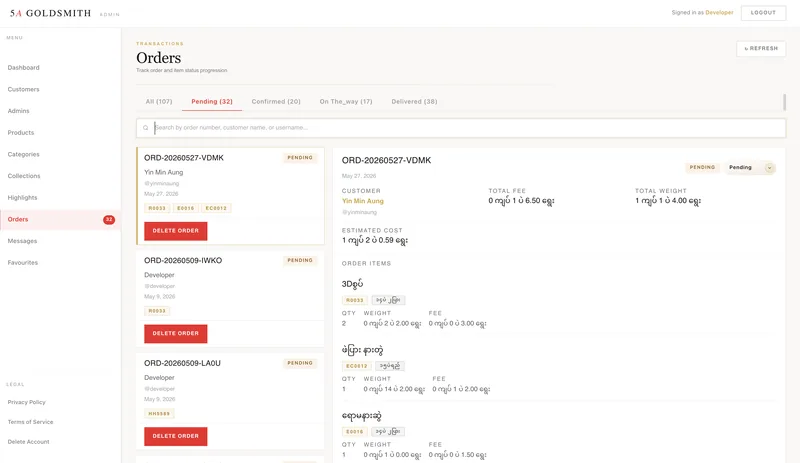 5A GOLDSMITH ADMIN
Signed in as Developer
LOGOUT
MENU
Dashboard
Customers
Admins
Products
Categories
Collections
Highlights
Orders 32
Messages
Favourites
LEGAL
Privacy Policy
Terms of Service
Delete Account
TRANSACTIONS
Orders
Track order and item status progression
REFRESH
All (107) Pending (32) Confirmed (20) On The_way (17) Delivered (38)
Search by order number, customer name, or username...
ORD-20260527-VDMK PENDING
Yin Min Aung
@yinminaung
May 27, 2026
R0033 E0016 EC0012
DELETE ORDER
ORD-20260509-IWKO PENDING
Developer
@developer
May 9, 2026
R0033
DELETE ORDER
ORD-20260509-LA0U PENDING
Developer
@developer
May 9, 2026
DELETE ORDER
ORD-20260527-VDMK
PENDING Pending
May 27, 2026
CUSTOMER TOTAL FEE TOTAL WEIGHT
Yin Min Aung 0 ကျပ် 1 ပဲ 6.50 ရွေး 1 ကျပ် 1 ပဲ 4.00 ရွေး
@yinminaung
ESTIMATED COST
1 ကျပ် 2 ပဲ 0.59 ရွေး
ORDER ITEMS
3Dစွပ်
R0033
QTY WEIGHT FEE
2 0 ကျပ် 2 ပဲ 2.00 ရွေး 0 ကျပ် 0 ပဲ 3.00 ရွေး
ဖဲပြား နားတွဲ
EC0012
QTY WEIGHT FEE
1 0 ကျပ် 14 ပဲ 2.00 ရွေး 0 ကျပ် 1 ပဲ 2.00 ရွေး
ရောမနားဆွဲ
E0016
QTY WEIGHT FEE
1 0 ကျပ် 1 ပဲ 0.00 ရွေး 0 ကျပ် 0 ပဲ 1.50 ရွေး